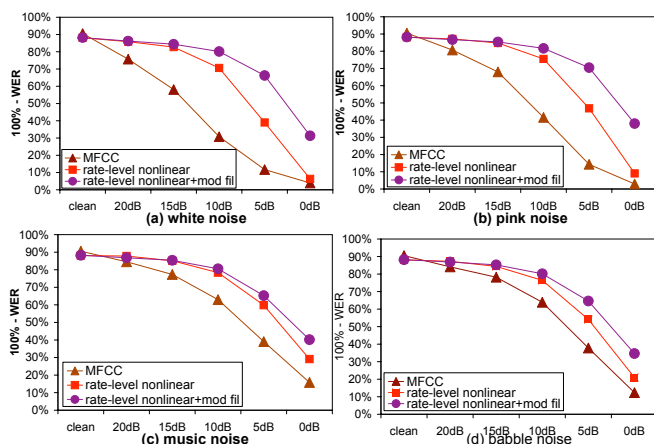 100%
90%
80%
70%
60%
50%
40%
30%
20%
10%
0%
100% - WER
MFCC
rate-level nonlinear
rate-level nonlinear+mod fil
clean 20dB 15dB 10dB 5dB 0dB
(a) white noise
100%
90%
80%
70%
60%
50%
40%
30%
20%
10%
0%
100% - WER
MFCC
rate-level nonlinear
rate-level nonlinear+mod fil
clean 20dB 15dB 10dB 5dB 0dB
(b) pink noise
100%
90%
80%
70%
60%
50%
40%
30%
20%
10%
0%
100% - WER
MFCC
rate-level nonlinear
rate-level nonlinear+mod fil
clean 20dB 15dB 10dB 5dB 0dB
(c) music noise
100%
90%
80%
70%
60%
50%
40%
30%
20%
10%
0%
100% - WER
MFCC
rate-level nonlinear
rate-level nonlinear+mod fil
clean 20dB 15dB 10dB 5dB 0dB
(d) babble noise